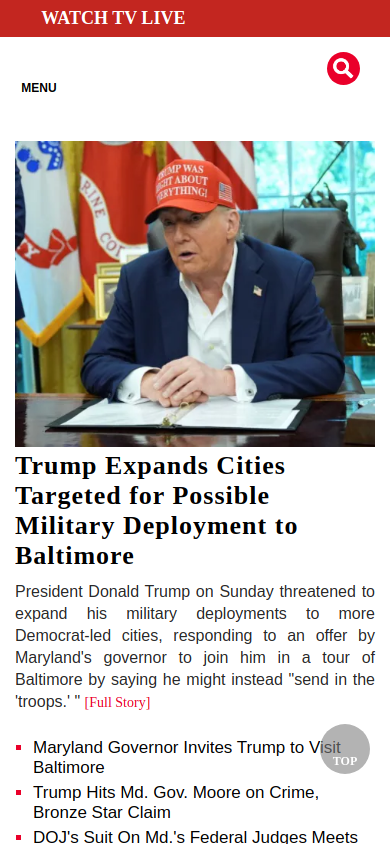 WATCH TV LIVE
MENU
TRUMP WAS
RIGHT ABOUT
EVERYTHING!
Trump Expands Cities
Targeted for Possible
Military Deployment to
Baltimore
President Donald Trump on Sunday threatened to
expand his military deployments to more
Democrat-led cities, responding to an offer by
Maryland's governor to join him in a tour of
Baltimore by saying he might instead "send in the
'troops.' " [Full Story]
Maryland Governor Invites Trump to Visit
Baltimore
TOP
Trump Hits Md. Gov. Moore on Crime,
Bronze Star Claim
DOJ's Suit On Md.'s Federal Judges Meets